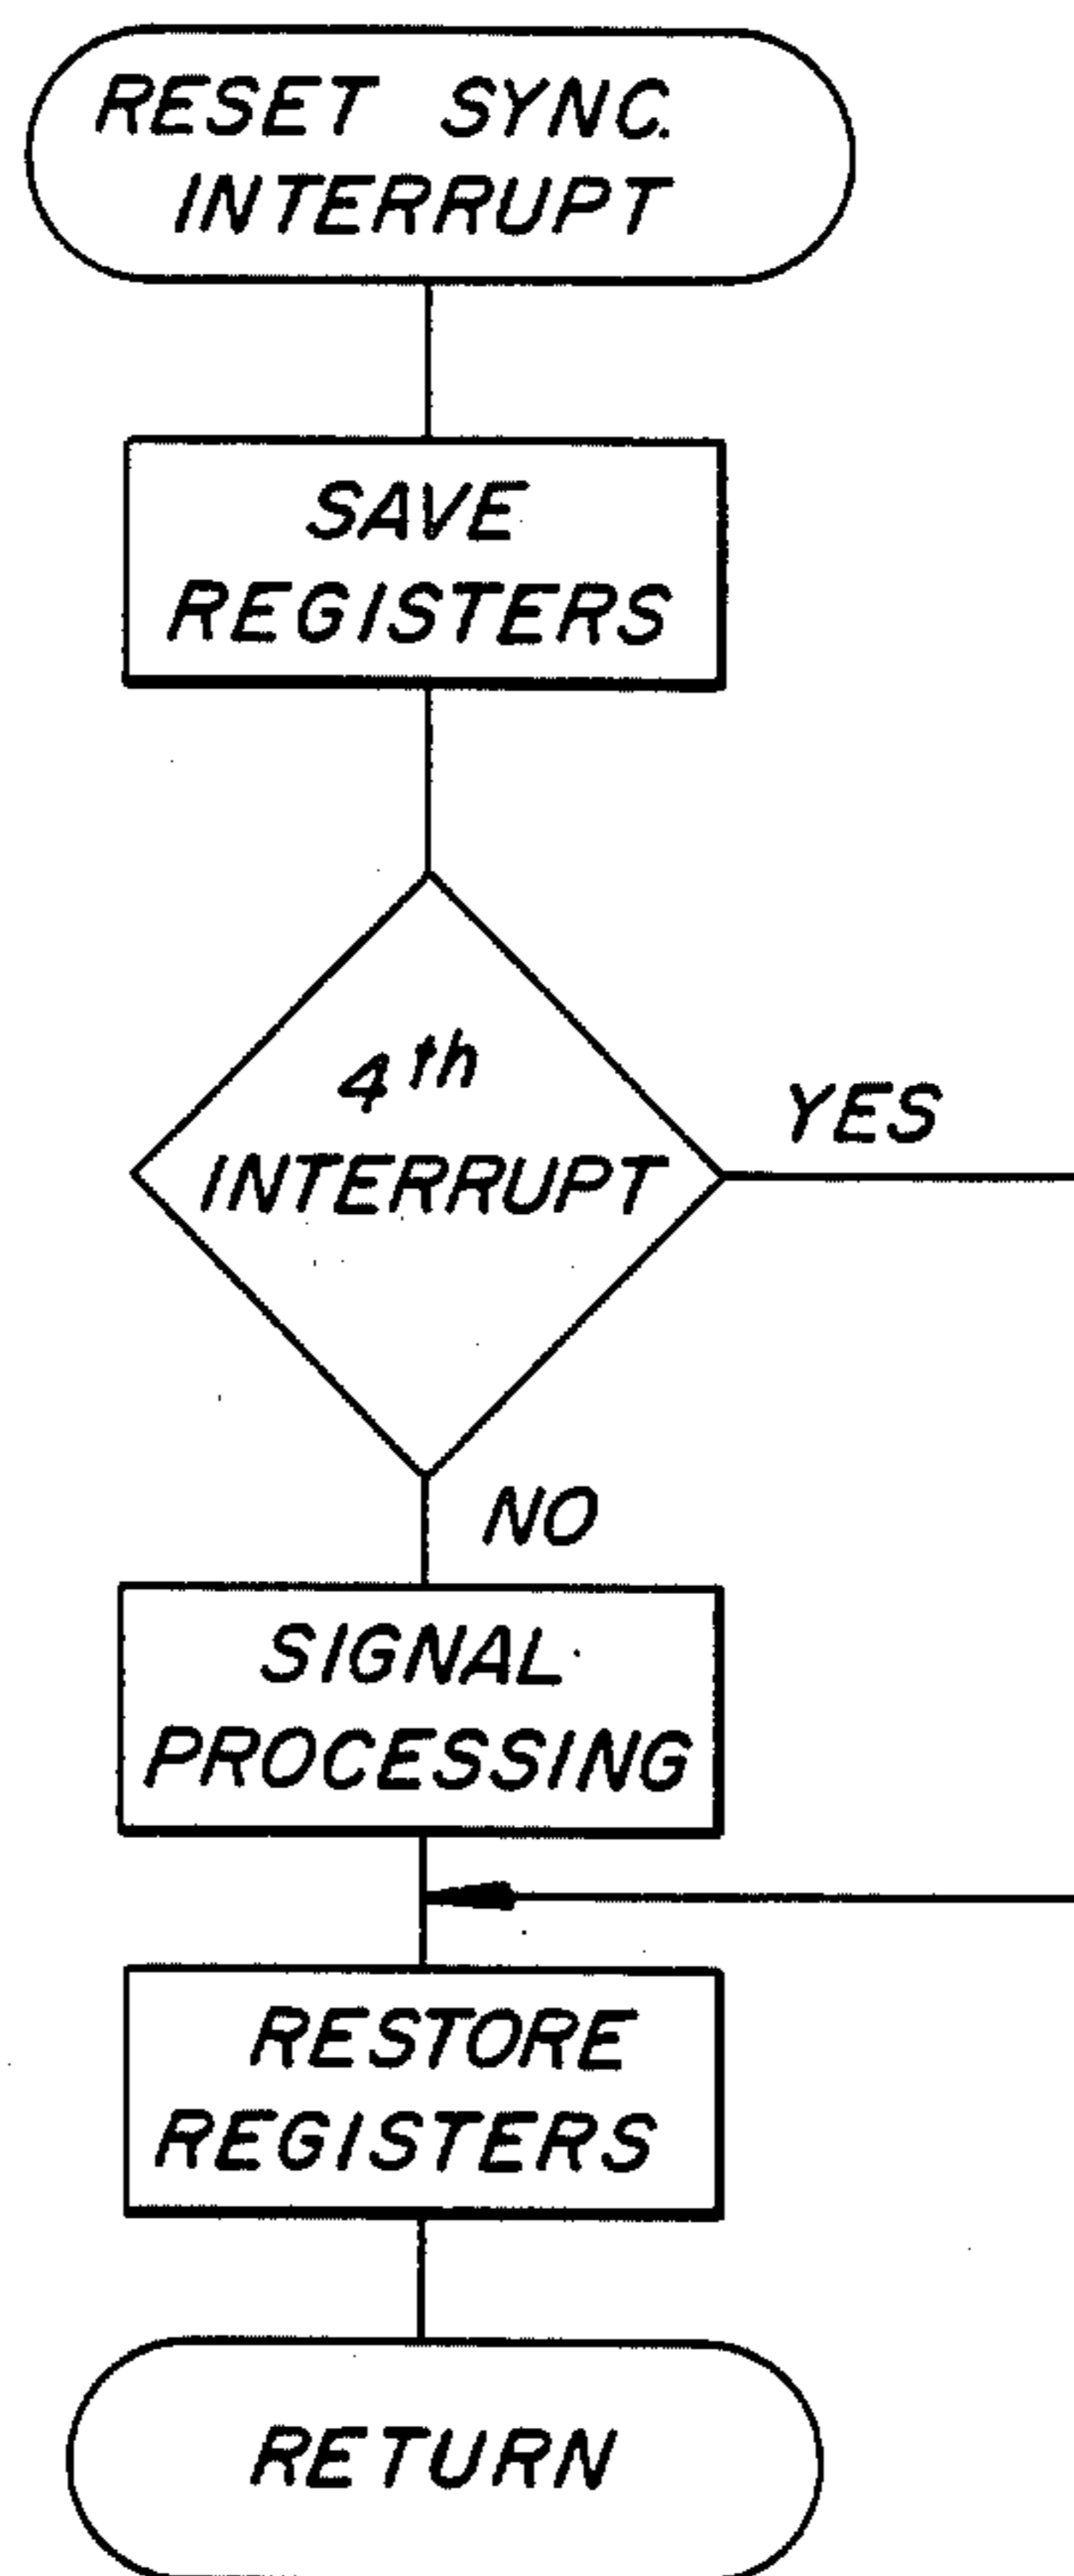 RESET SYNC.
INTERRUPT
SAVE
REGISTERS
4th
INTERRUPT
YES
NO
SIGNAL
PROCESSING
RESTORE
REGISTERS
RETURN